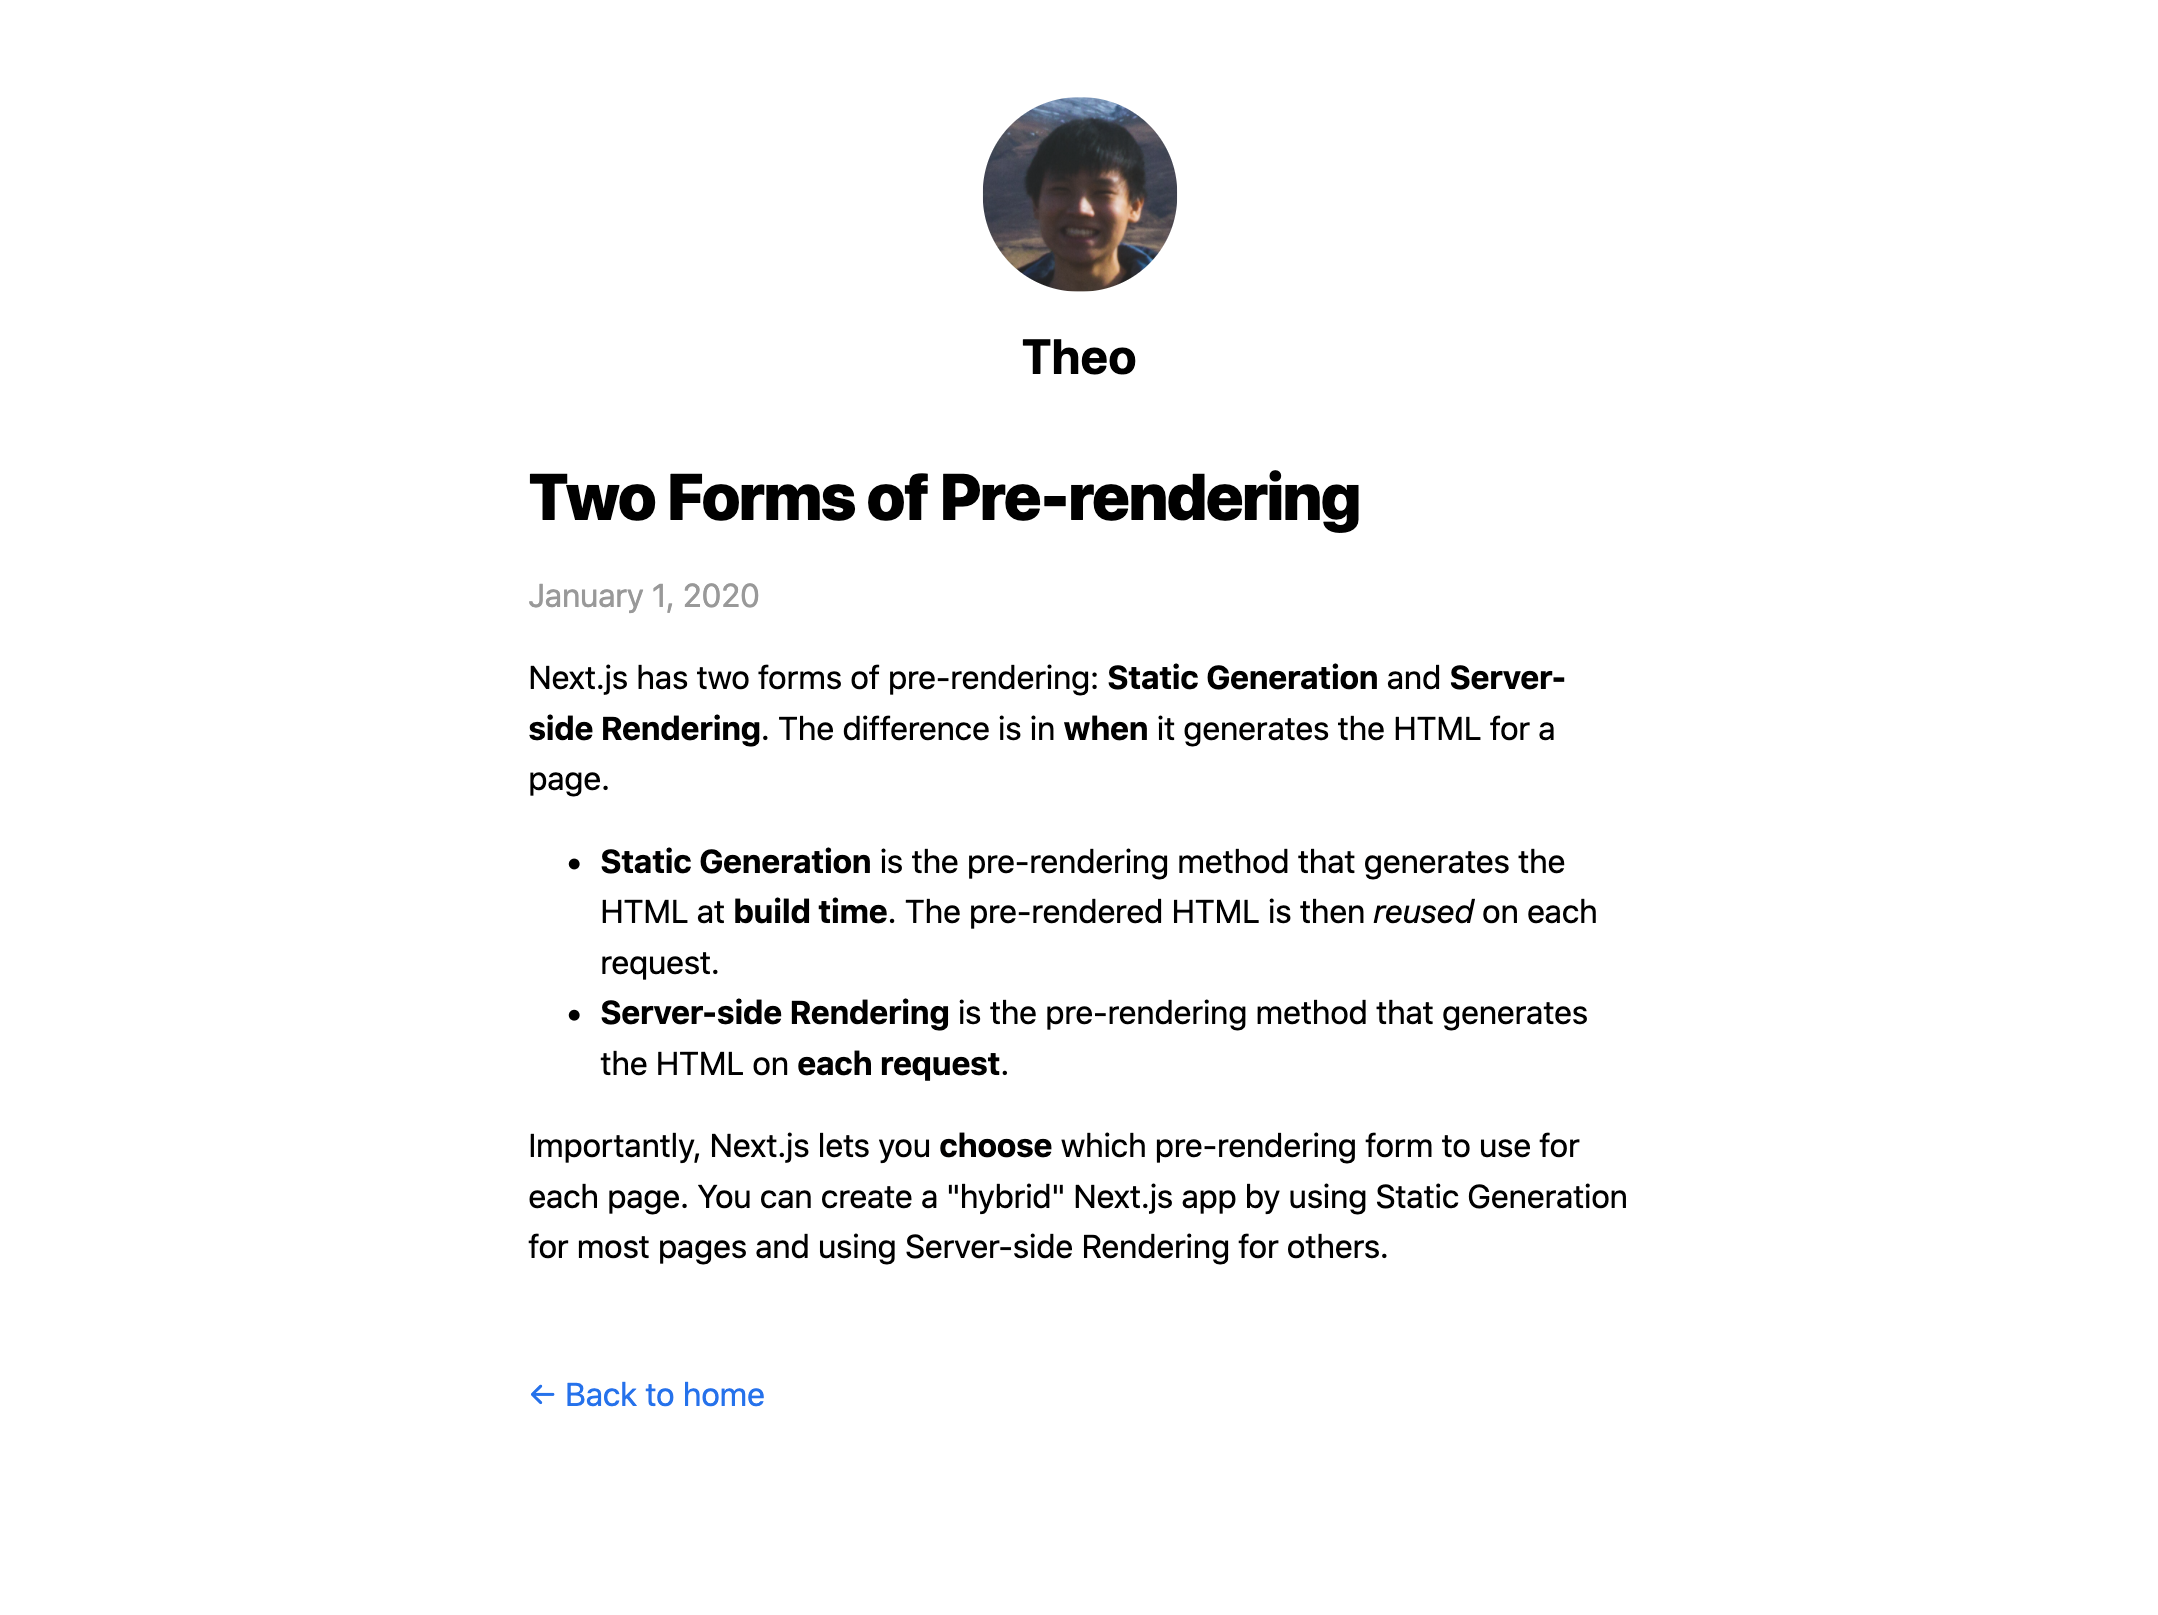 Theo
Two Forms of Pre-rendering
January 1, 2020
Next.js has two forms of pre-rendering: Static Generation and Server-
side Rendering. The difference is in when it generates the HTML for a
page.
• Static Generation is the pre-rendering method that generates the
HTML at build time. The pre-rendered HTML is then reused on each
request.
• Server-side Rendering is the pre-rendering method that generates
the HTML on each request.
Importantly, Next.js lets you choose which pre-rendering form to use for
each page. You can create a "hybrid" Next.js app by using Static Generation
for most pages and using Server-side Rendering for others.
← Back to home